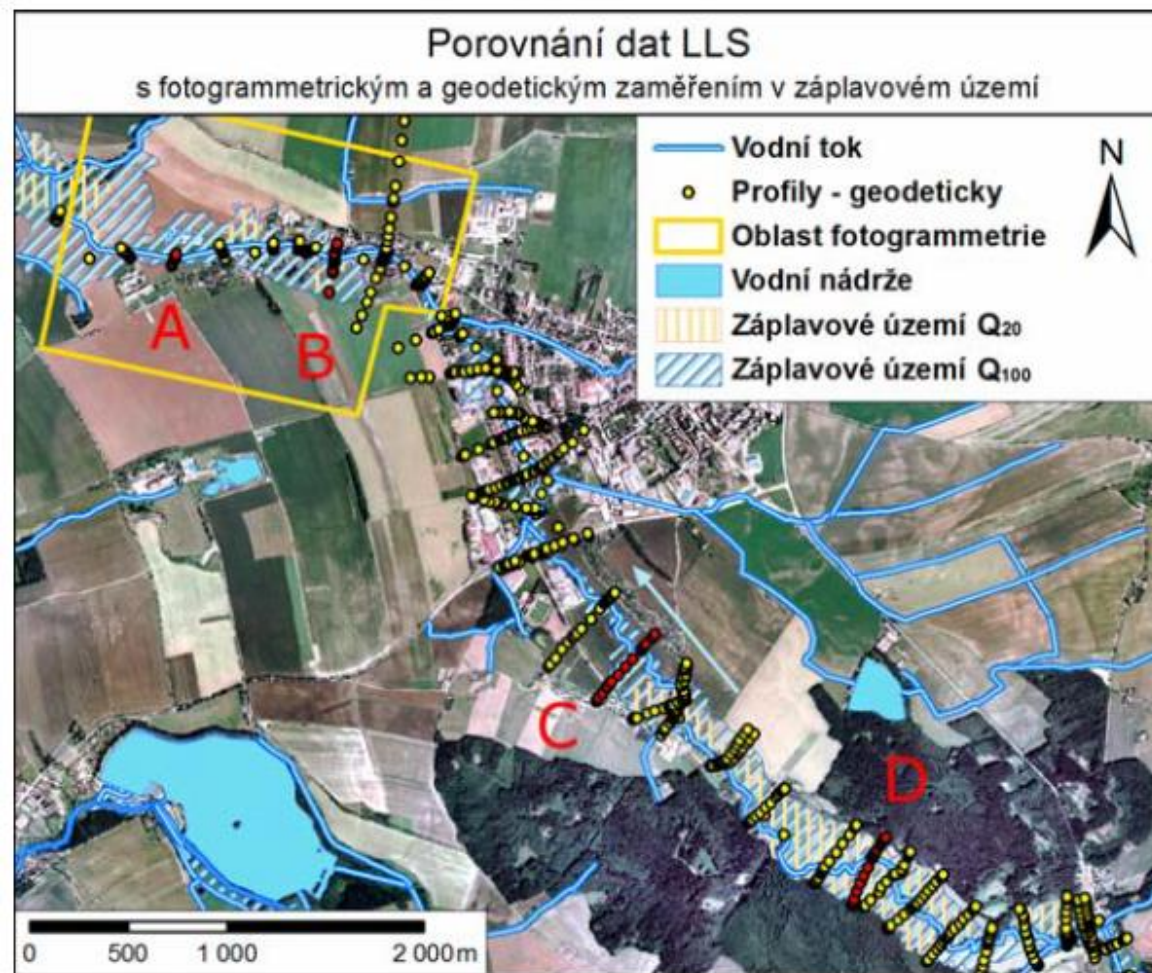 Porovnání dat LLS
s fotogrammetrickým a geodetickým zaměřením v záplavovém území
Vodní tok
Profily - geodeticky
Oblast fotogrammetrie
Vodní nádrže
Záplavové území Q₂₀
Záplavové území Q₁₀₀
N
A
B
C
D
0 500 1 000 2 000 m